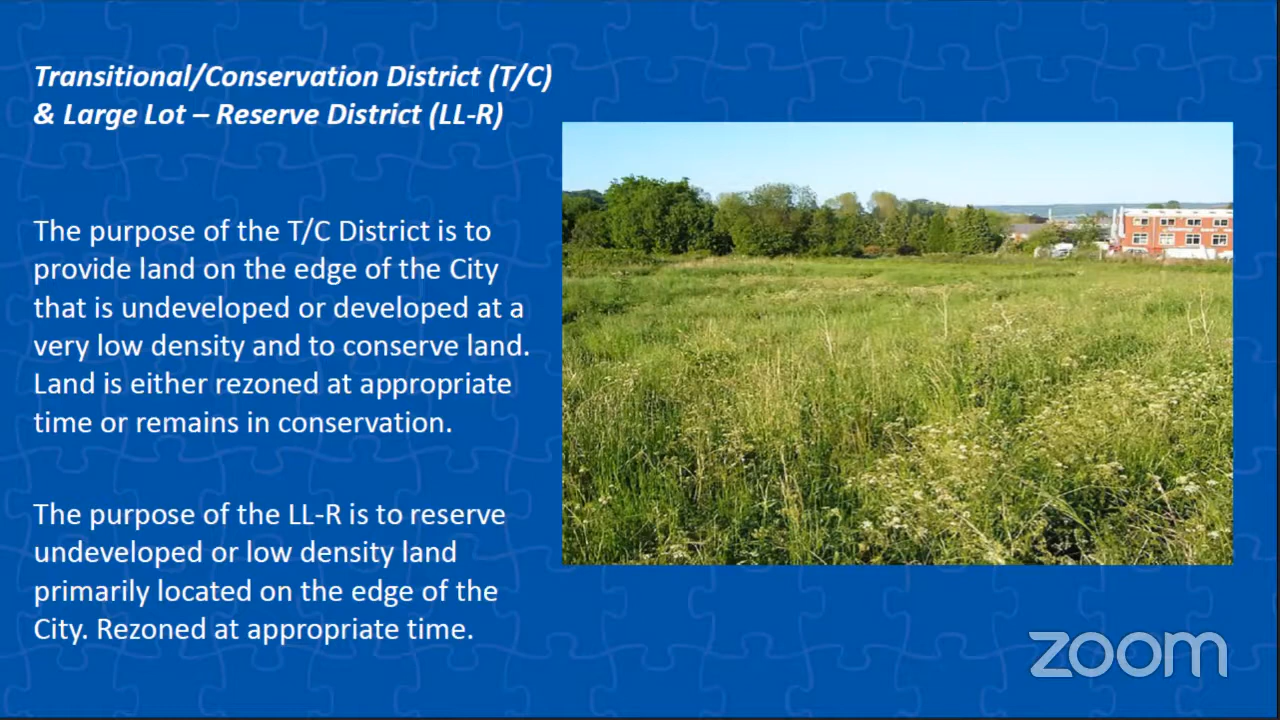 Transitional/Conservation District (T/C)
& Large Lot – Reserve District (LL-R)
The purpose of the T/C District is to
provide land on the edge of the City
that is undeveloped or developed at a
very low density and to conserve land.
Land is either rezoned at appropriate
time or remains in conservation.
The purpose of the LL-R is to reserve
undeveloped or low density land
primarily located on the edge of the
City. Rezoned at appropriate time.
zoom